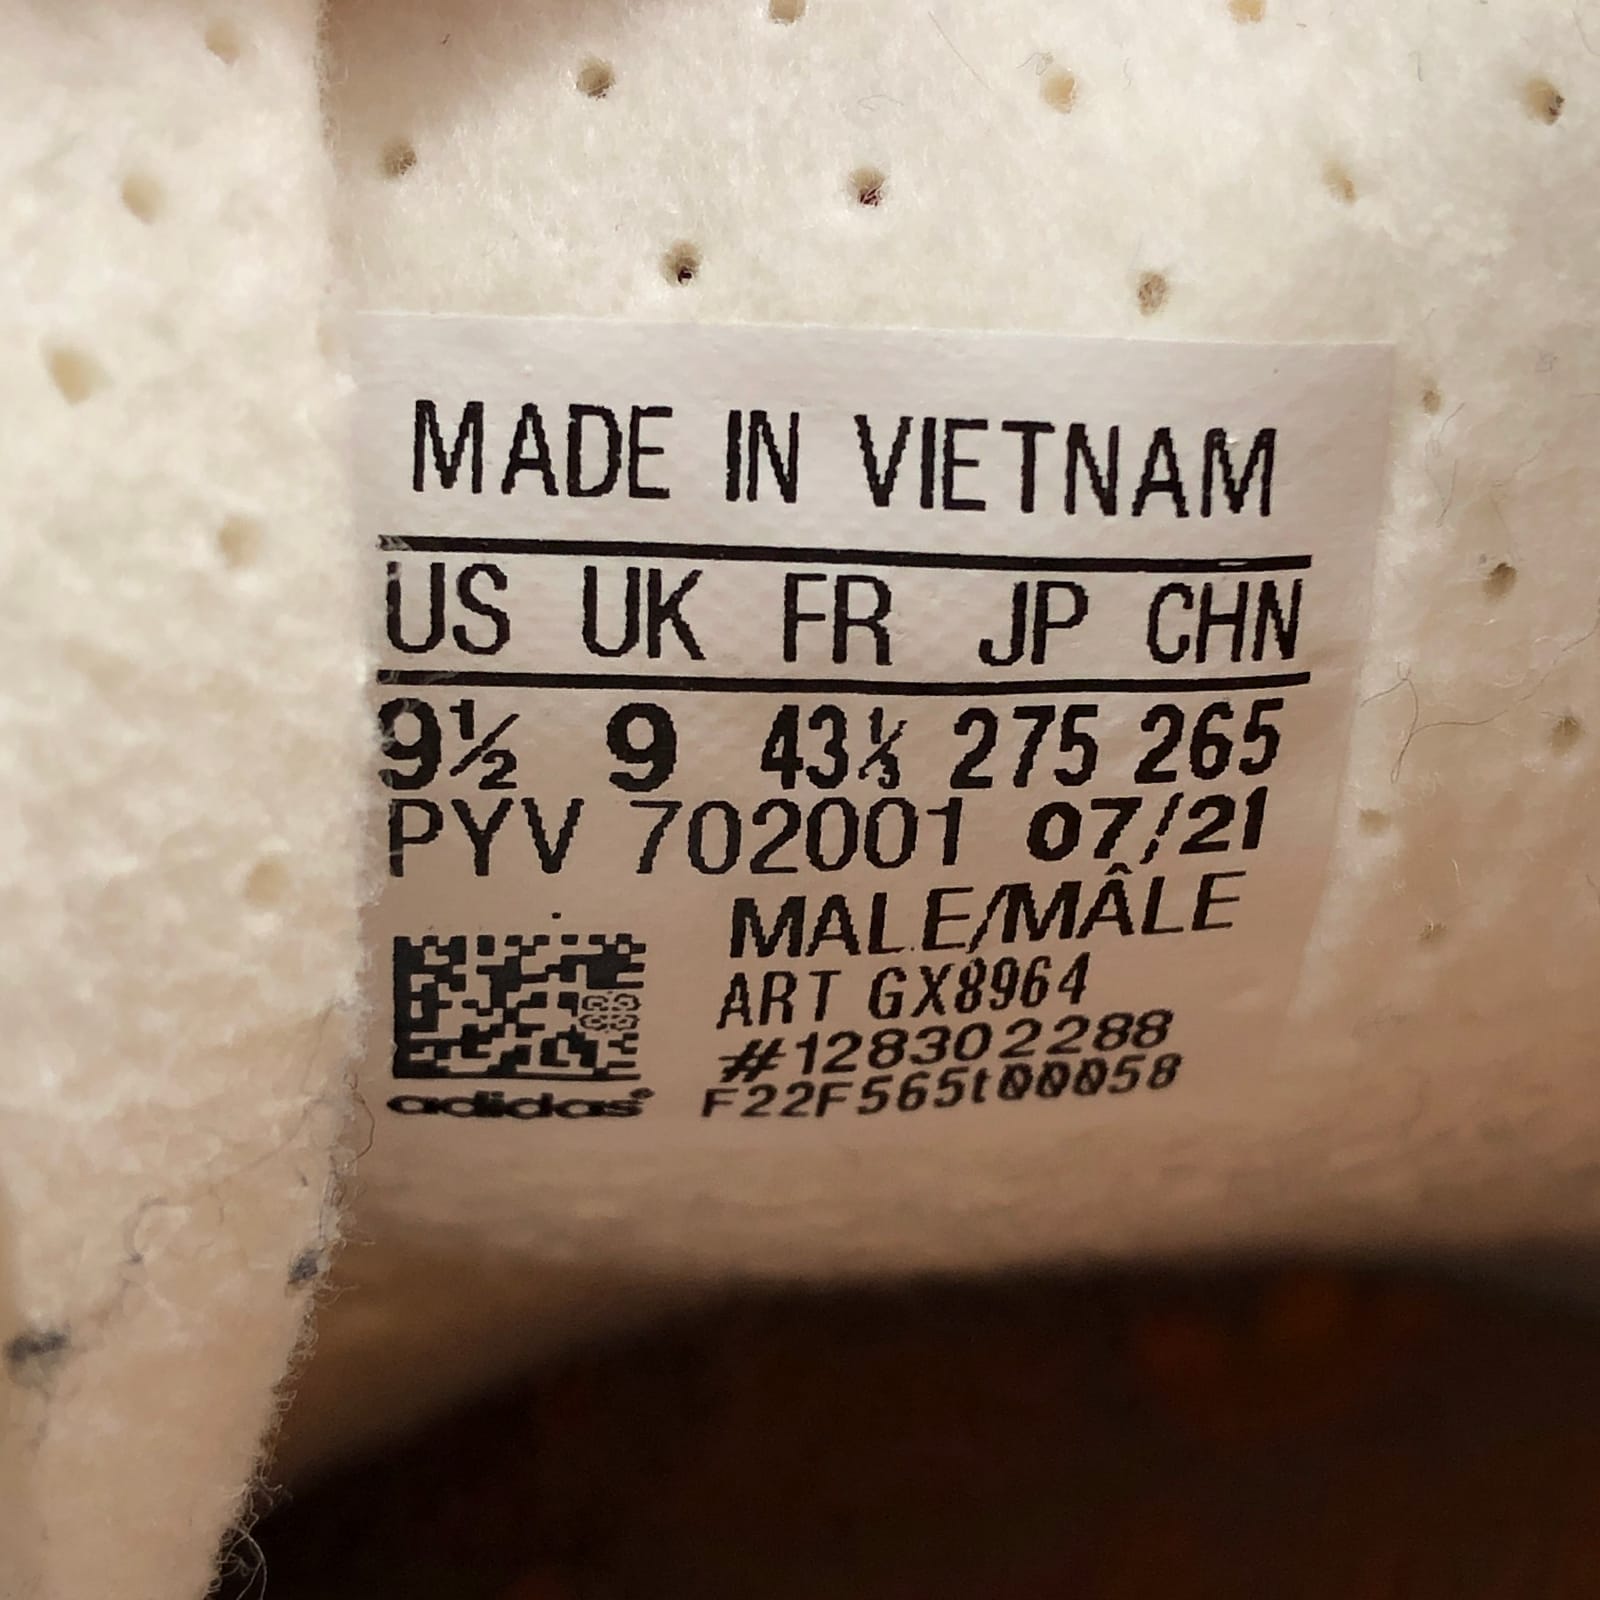 MADE IN VIETNAM
US UK FR JP CHN
9½ 9 43⅓ 275 265
PYV 702001 07/21
MALE/MÂLE
ART GX8964
#128302288
F22F565t00058
adidas®